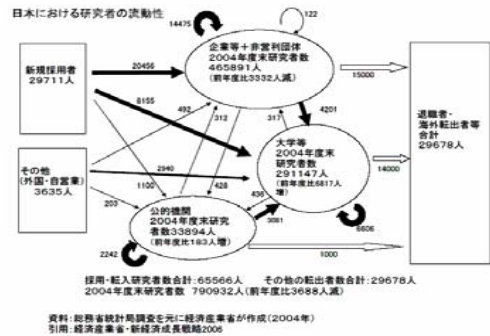 日本における研究者の流動性
14475
122
企業等＋非営利団体
2004年度末研究者数
465891人
(前年度比3332人減)
新規採用者
29711人
20456
15000
8155
492
312
317
4201
退職者・
海外転出者等
合計
29678人
大学等
2004年度末
研究者数
291147人
(前年度比6817人
増)
14000
その他
(外国・自営業)
3635人
2940
1100
428
436
203
公的機関
2004年度末研究
者数33894人
(前年度比183人増)
3081
6606
2242
1000
採用・転入研究者数合計:65566人 その他の転出者数合計:29678人
2004年度末研究者数 790932人(前年度比3688人減)
資料:総務省統計局調査を元に経済産業省が作成(2004年)
引用:経済産業省・新経済成長戦略2006